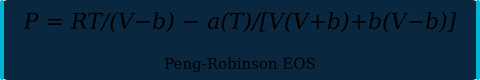 P = RT/(V−b) − a(T)/[V(V+b)+b(V−b)]
Peng-Robinson EOS